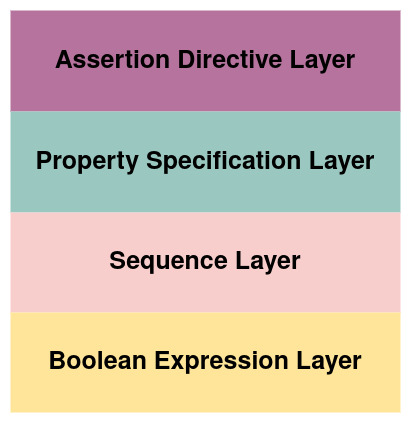 Assertion Directive Layer
Property Specification Layer
Sequence Layer
Boolean Expression Layer